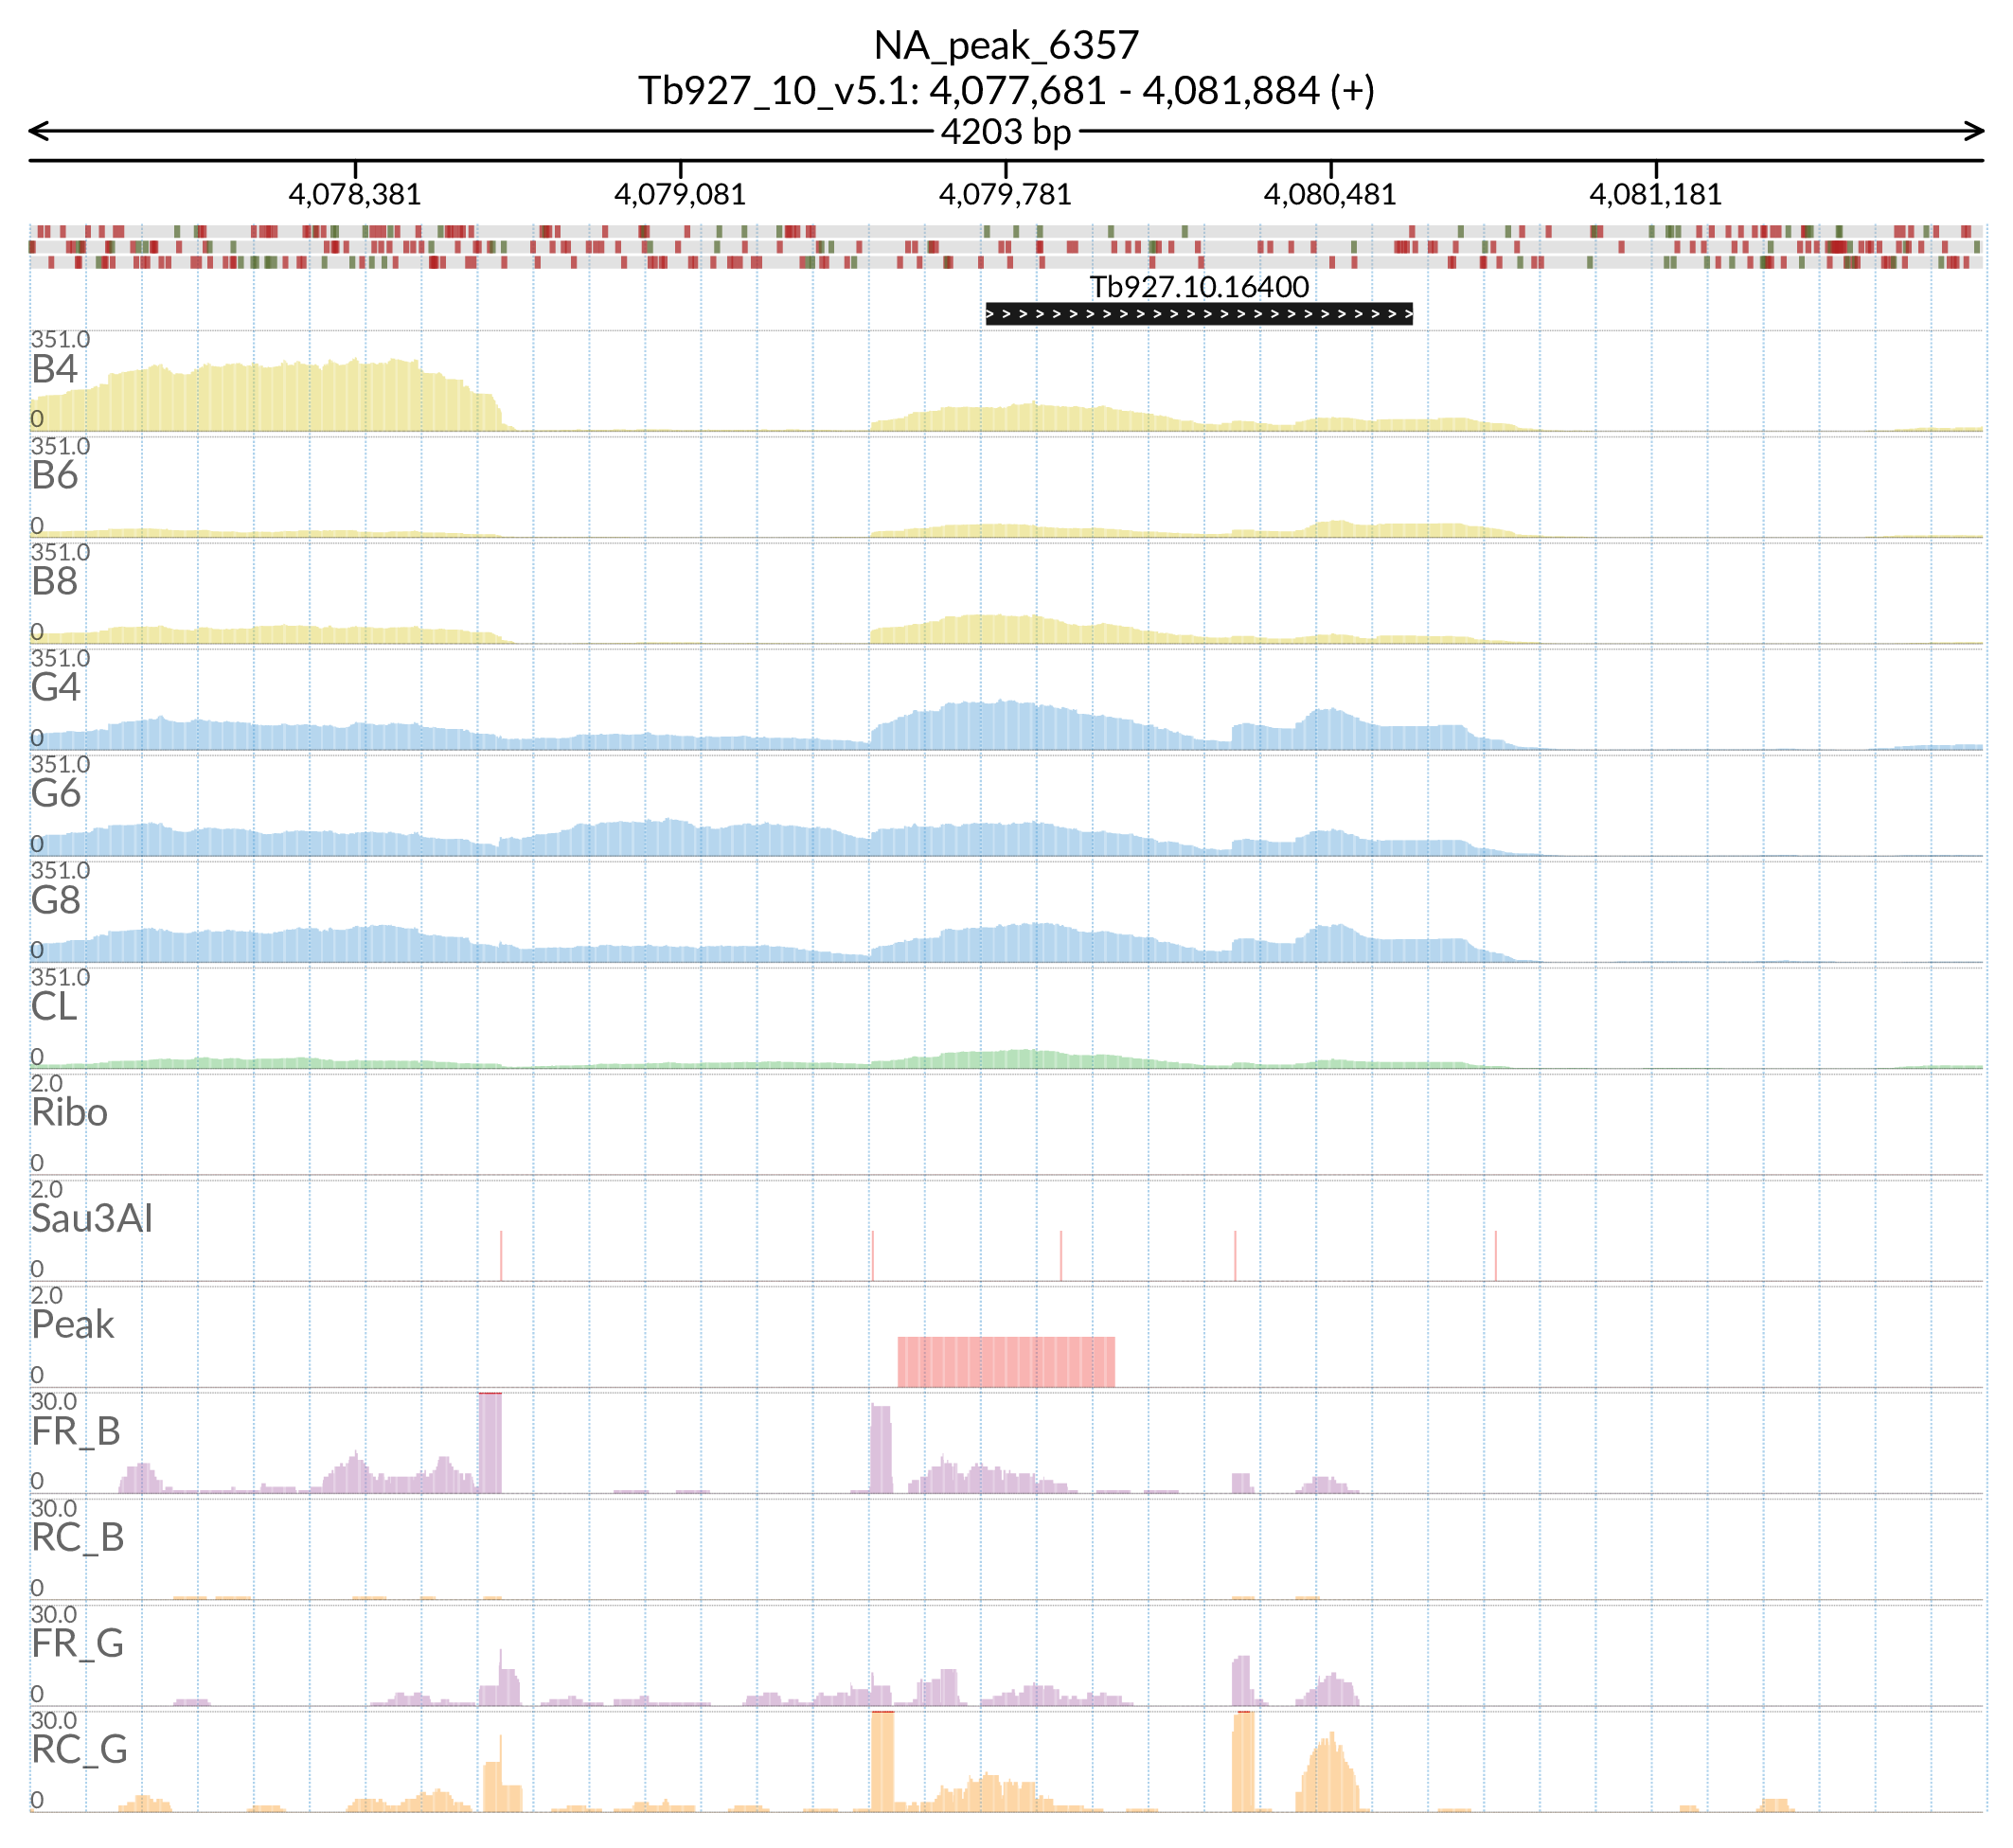 NA_peak_6357
Tb927_10_v5.1: 4,077,681 - 4,081,884 (+)
4203 bp
4,078,381 4,079,081 4,079,781 4,080,481 4,081,181
Tb927.10.16400
351.0
B4
0
351.0
B6
0
351.0
B8
0
351.0
G4
0
351.0
G6
0
351.0
G8
0
351.0
CL
0
2.0
Ribo
0
2.0
Sau3AI
0
2.0
Peak
0
30.0
FR_B
0
30.0
RC_B
0
30.0
FR_G
0
30.0
RC_G
0